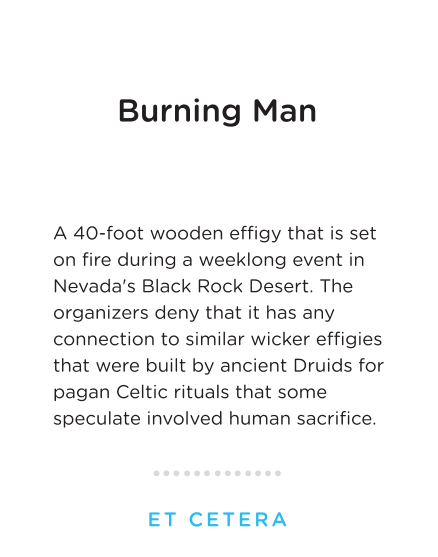 Burning Man
A 40-foot wooden effigy that is set
on fire during a weeklong event in
Nevada's Black Rock Desert. The
organizers deny that it has any
connection to similar wicker effigies
that were built by ancient Druids for
pagan Celtic rituals that some
speculate involved human sacrifice.
ET CETERA